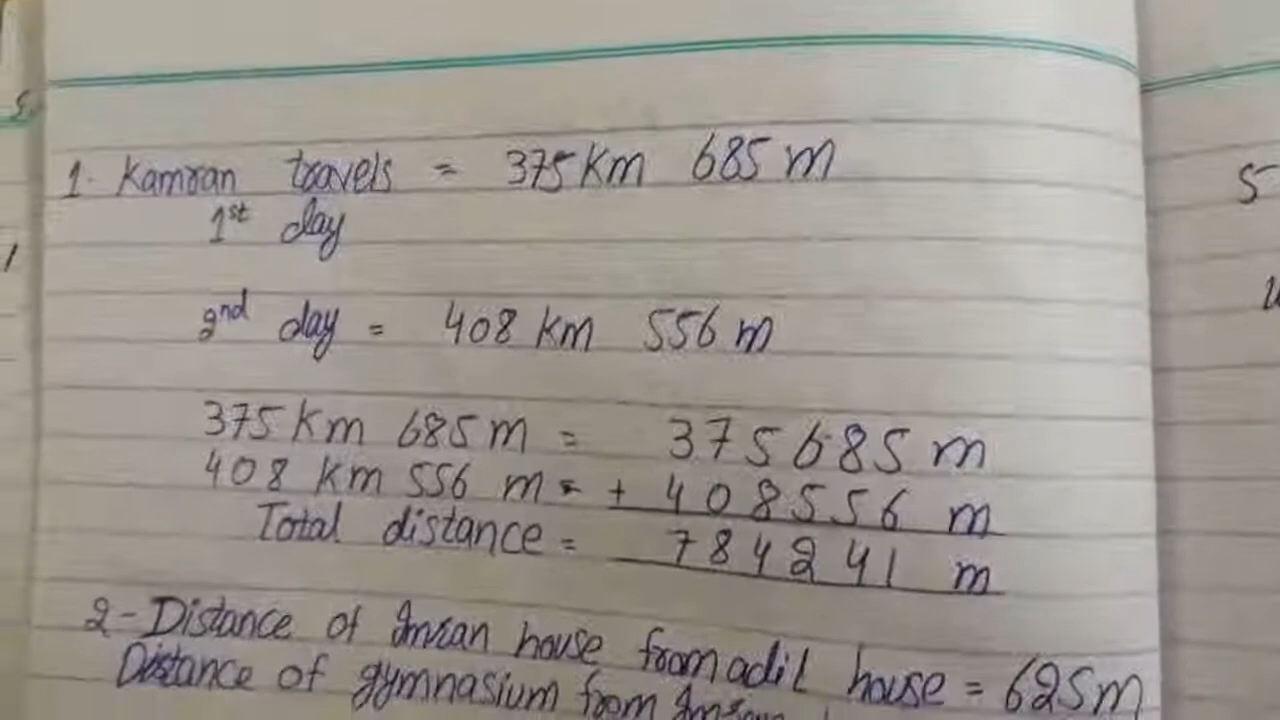 1. Kamran travels = 375 Km 685 m
1st day
2nd day = 408 km 556 m
375 Km 685 m = 375685 m
408 Km 556 m = + 408556 m
Total distance = 784241 m
2- Distance of Imran house from adil house = 625m
Distance of gymnasium from Imran